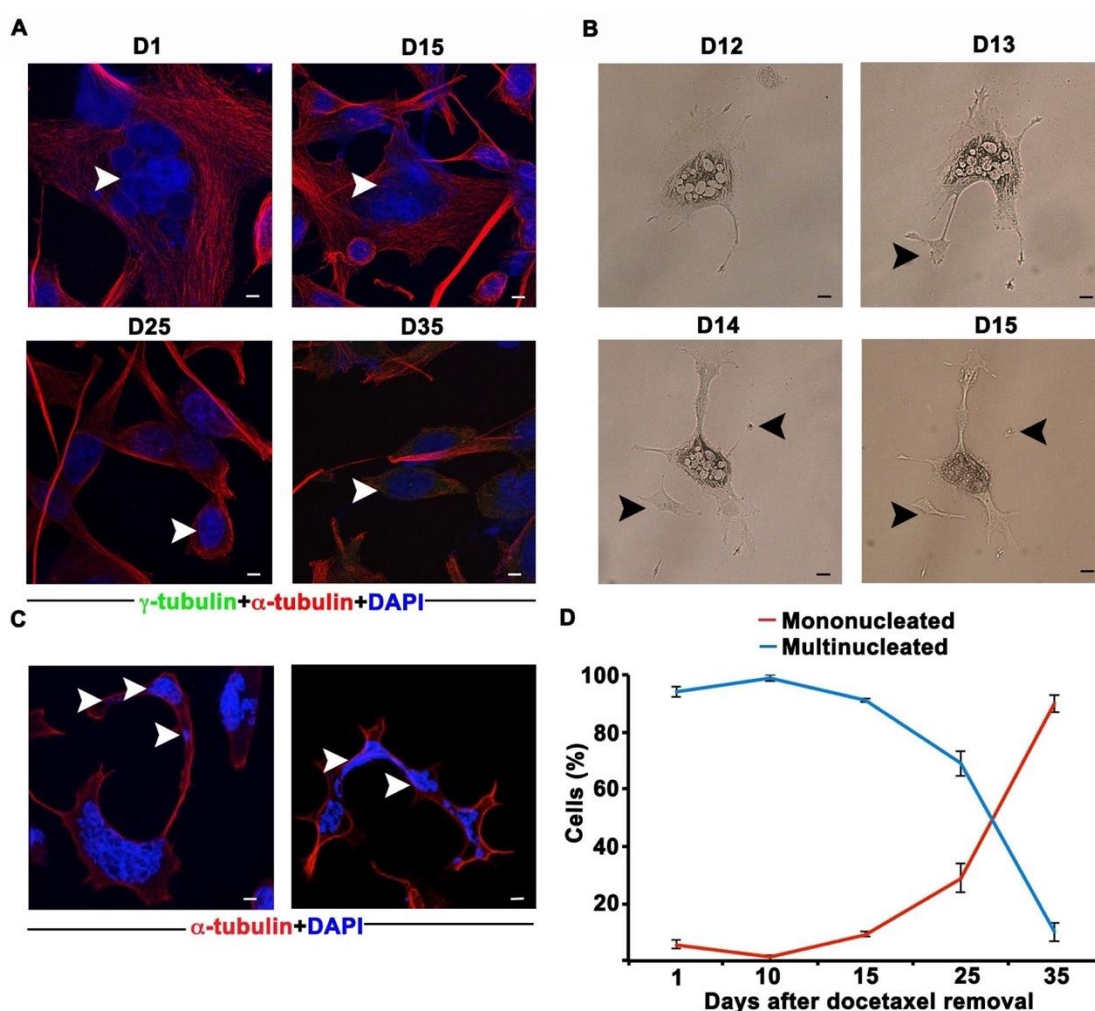 A
D1
D15
D25
D35
γ-tubulin+α-tubulin+DAPI
B
D12
D13
D14
D15
C
α-tubulin+DAPI
D
Mononucleated
Multinucleated
100
80
60
40
20
Cells (%)
1 10 15 25 35
Days after docetaxel removal